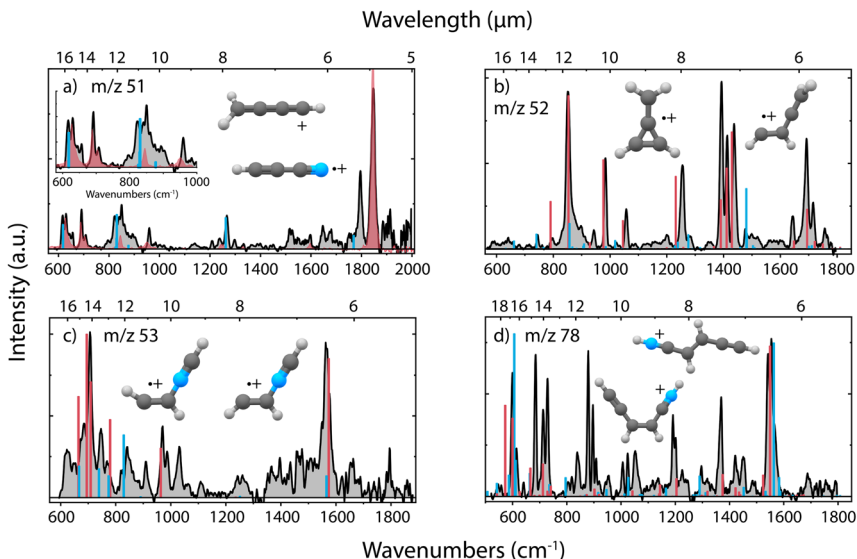 Wavelength (μm)
16 14 12 10 8 6 5
a) m/z 51
+
•+
600 800 1000
Wavenumbers (cm⁻¹)
600 800 1000 1200 1400 1600 1800 2000
16 14 12 10 8 6
b)
m/z 52
•+
•+
600 800 1000 1200 1400 1600 1800
Intensity (a.u.)
16 14 12 10 8 6
c) m/z 53
•+
•+
600 800 1000 1200 1400 1600 1800
18 16 14 12 10 8 6
d) m/z 78
+
+
600 800 1000 1200 1400 1600 1800
Wavenumbers (cm⁻¹)